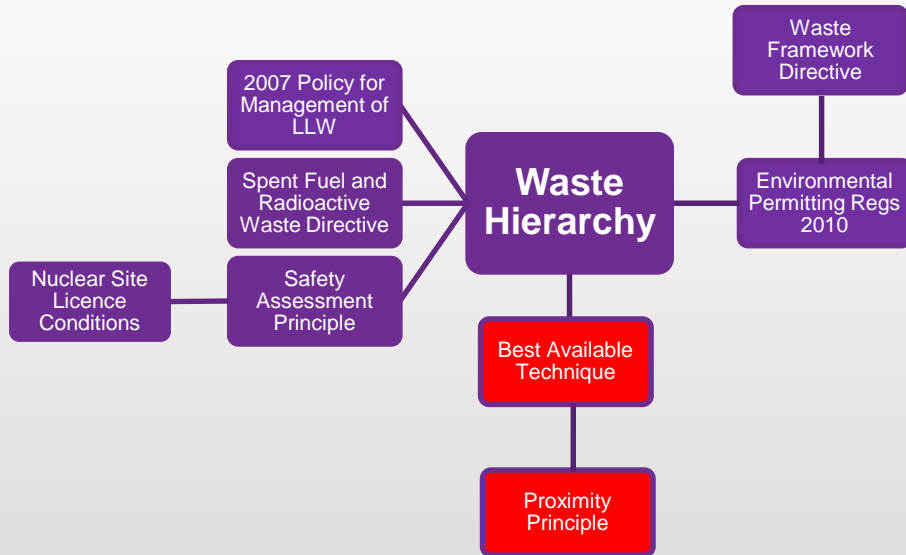 Waste
Framework
Directive
2007 Policy for
Management of
LLW
Waste
Hierarchy
Spent Fuel and
Radioactive
Waste Directive
Environmental
Permitting Regs
2010
Nuclear Site
Licence
Conditions
Safety
Assessment
Principle
Best Available
Technique
Proximity
Principle